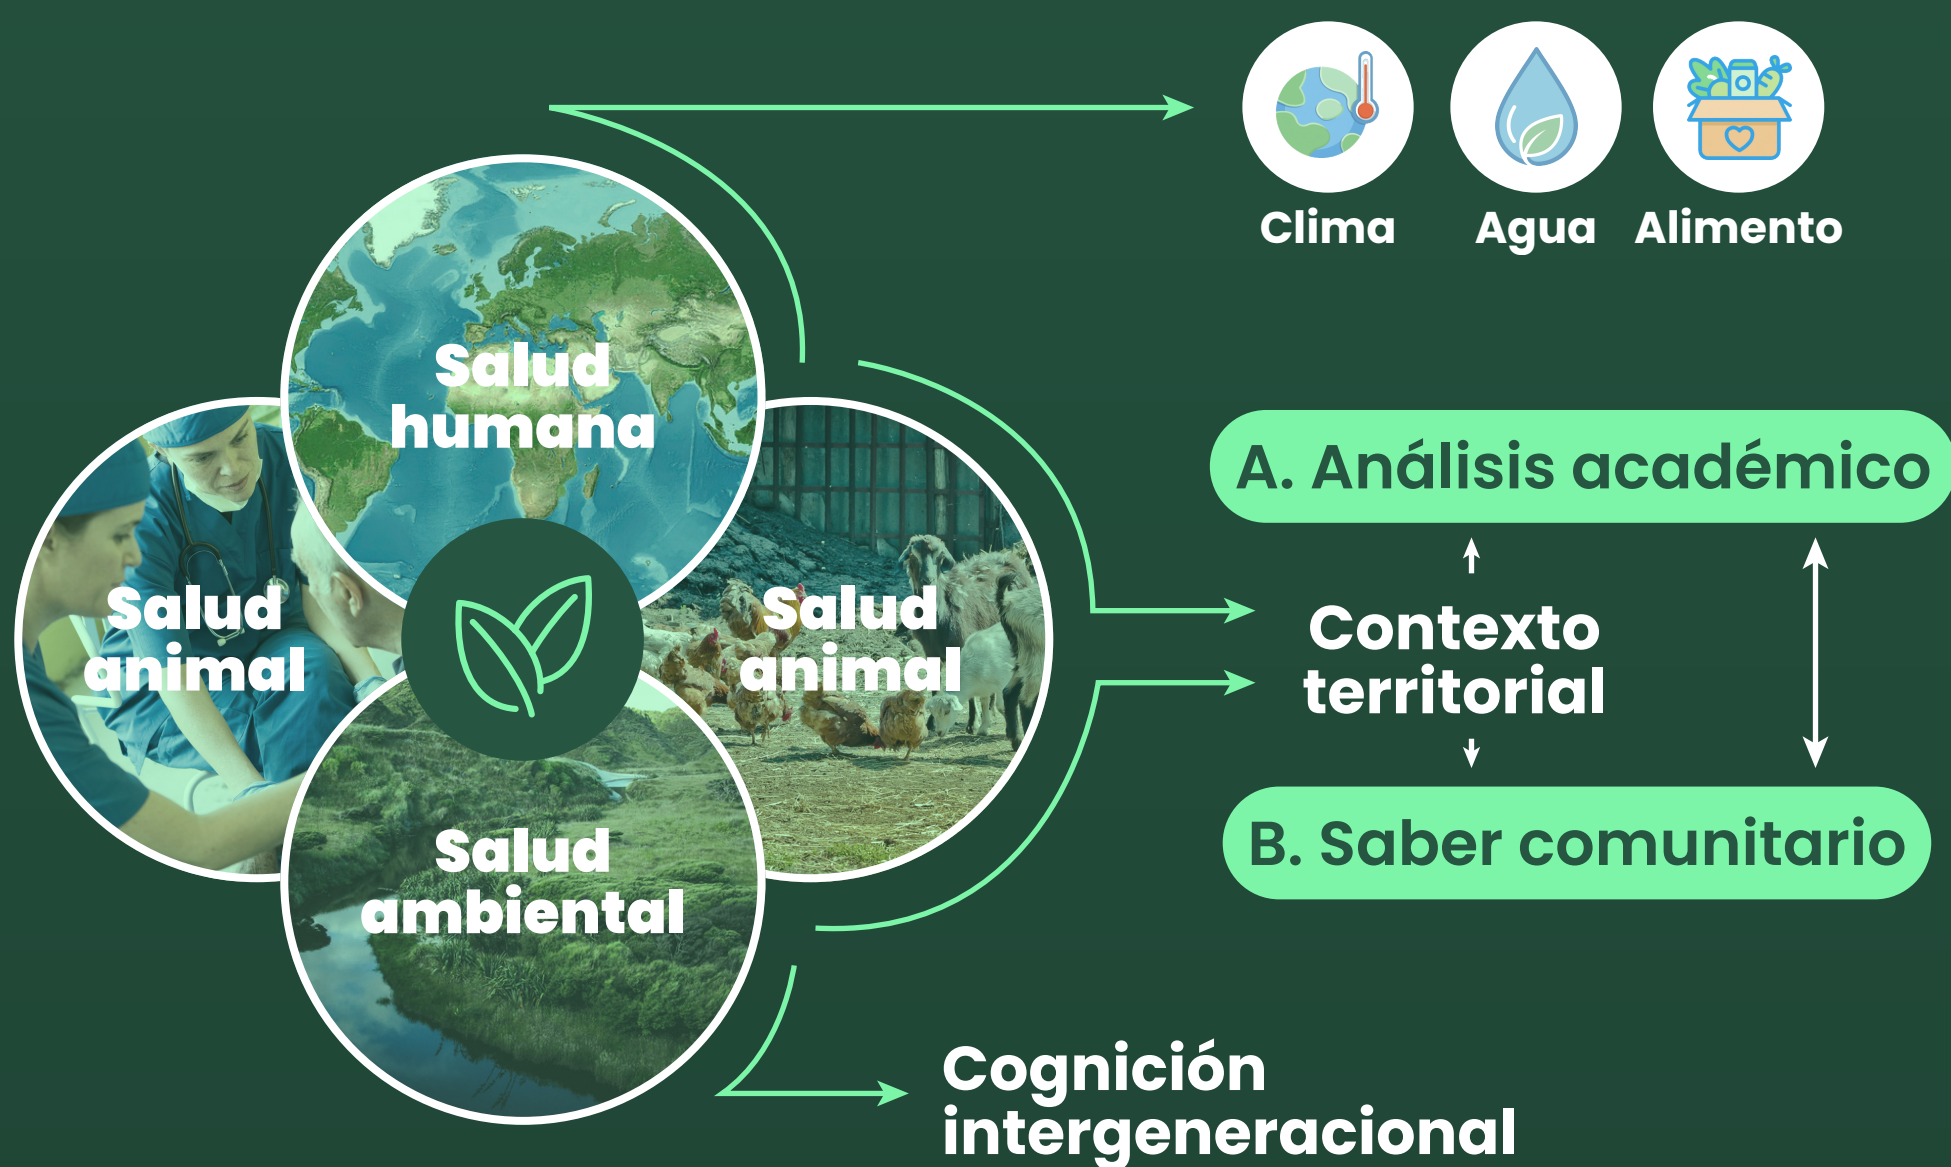 Clima
Agua
Alimento
Salud
humana
A. Análisis académico
Salud
animal
Salud
animal
Contexto
territorial
B. Saber comunitario
Salud
ambiental
Cognición
intergeneracional